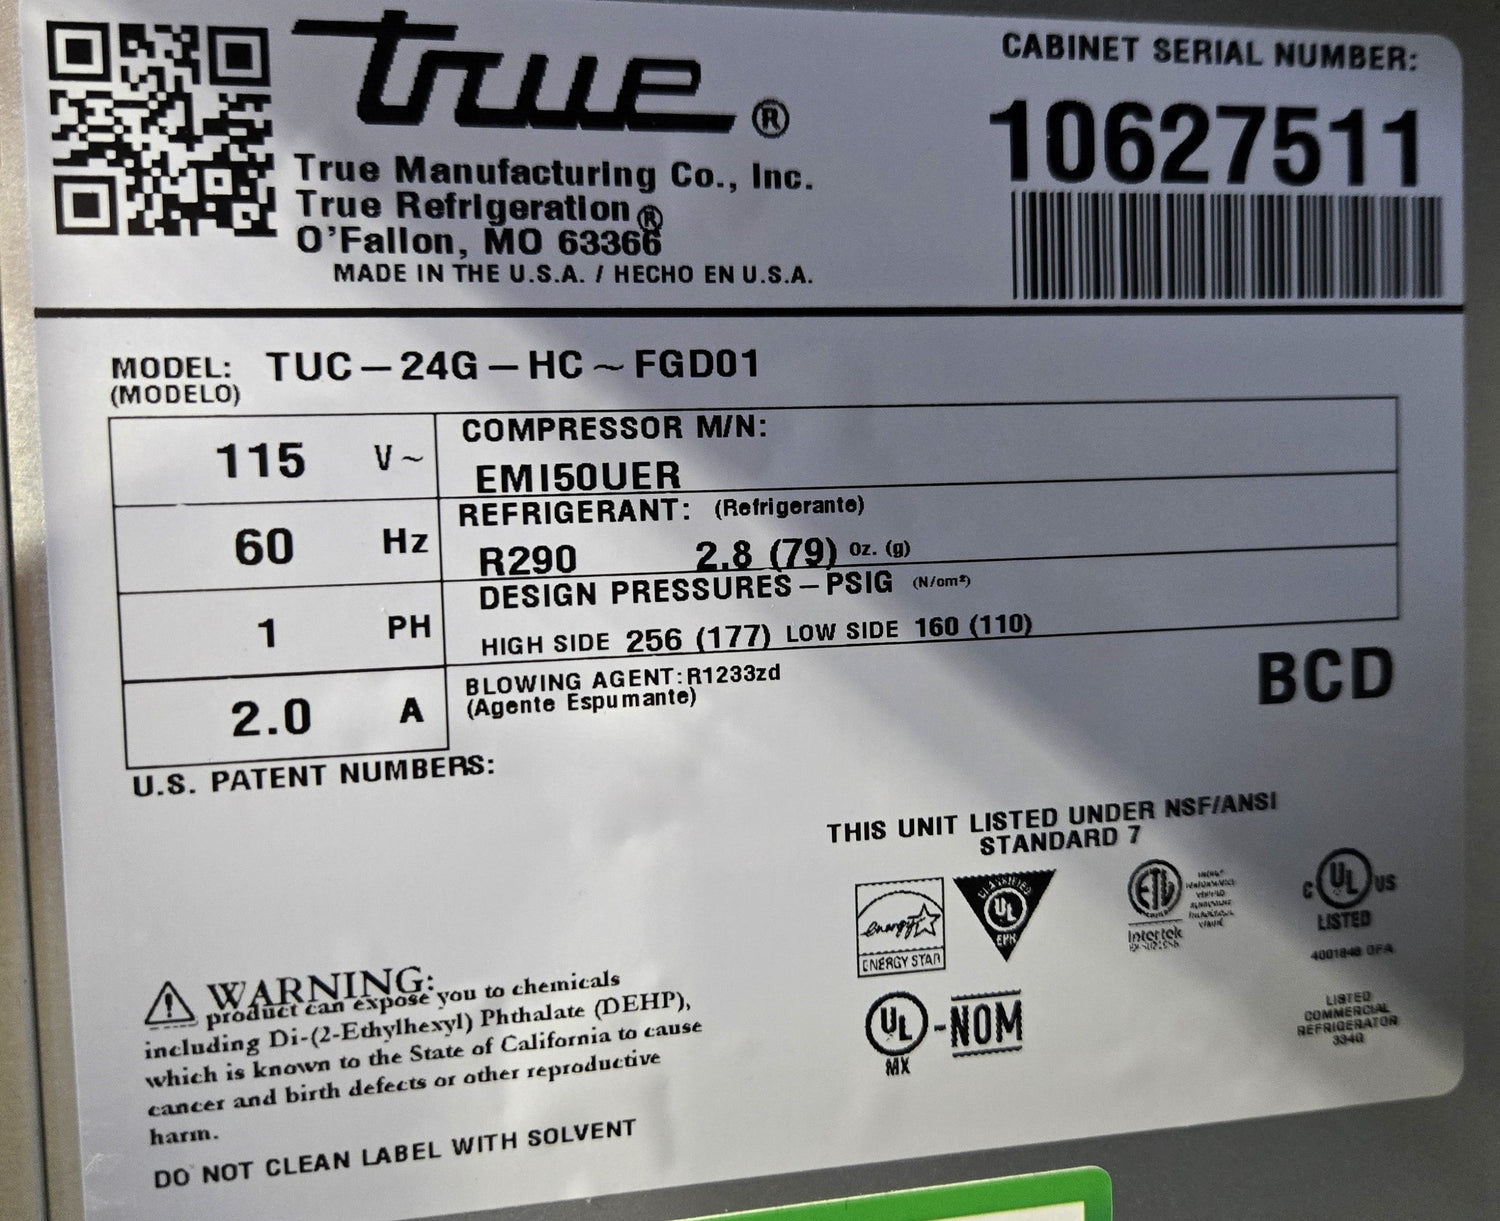 true®
True Manufacturing Co., Inc.
True Refrigeration®
O'Fallon, MO 63366
MADE IN THE U.S.A. / HECHO EN U.S.A.
CABINET SERIAL NUMBER:
10627511
MODEL: TUC-24G-HC~FGD01
(MODELO)
115 V~
60 Hz
1 PH
2.0 A
COMPRESSOR M/N:
EMI50UER
REFRIGERANT: (Refrigerante)
R290 2.8 (79) Oz. (g)
DESIGN PRESSURES-PSIG (N/cm²)
HIGH SIDE 256 (177) LOW SIDE 160 (110)
BLOWING AGENT:R1233zd
(Agente Espumante)
BCD
U.S. PATENT NUMBERS:
THIS UNIT LISTED UNDER NSF/ANSI
STANDARD 7
energy
ENERGY STAR
CLASSIFIED
UL
EPH
ETL
Intertek
C UL US
LISTED
UL-NOM
MX
LISTED
COMMERCIAL
REFRIGERATOR
WARNING:
product can expose you to chemicals
including Di-(2-Ethylhexyl) Phthalate (DEHP),
which is known to the State of California to cause
cancer and birth defects or other reproductive
harm.
DO NOT CLEAN LABEL WITH SOLVENT